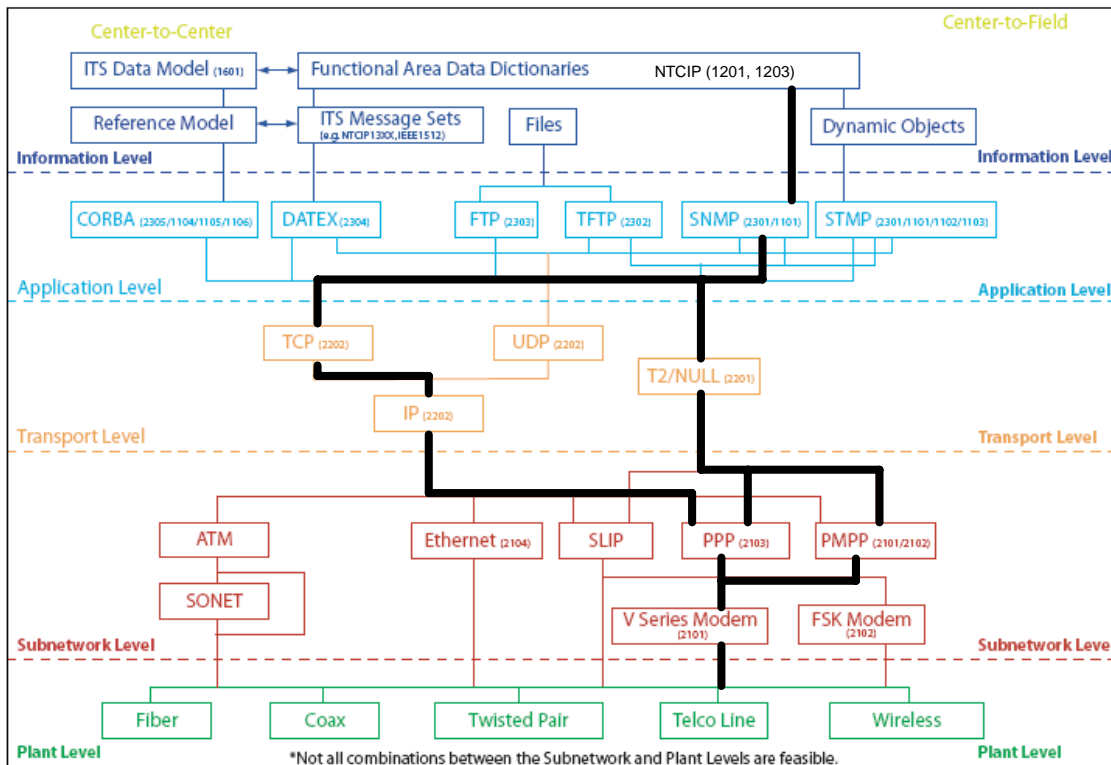 Center-to-Center
Center-to-Field
ITS Data Model (1601)
Functional Area Data Dictionaries
NTCIP (1201, 1203)
Reference Model
ITS Message Sets
(e.g. NTCIP13XX, IEEE1512)
Files
Dynamic Objects
Information Level
Information Level
CORBA (2305/1104/1105/1106)
DATEX (2304)
FTP (2303)
TFTP (2302)
SNMP (2301/1101)
STMP (2301/1101/1102/1103)
Application Level
Application Level
TCP (2202)
UDP (2202)
T2/NULL (2201)
IP (2202)
Transport Level
Transport Level
ATM
Ethernet (2104)
SLIP
PPP (2103)
PMPP (2101/2102)
SONET
V Series Modem
(2101)
FSK Modem
(2102)
Subnetwork Level
Subnetwork Level
Fiber
Coax
Twisted Pair
Telco Line
Wireless
Plant Level
*Not all combinations between the Subnetwork and Plant Levels are feasible.
Plant Level